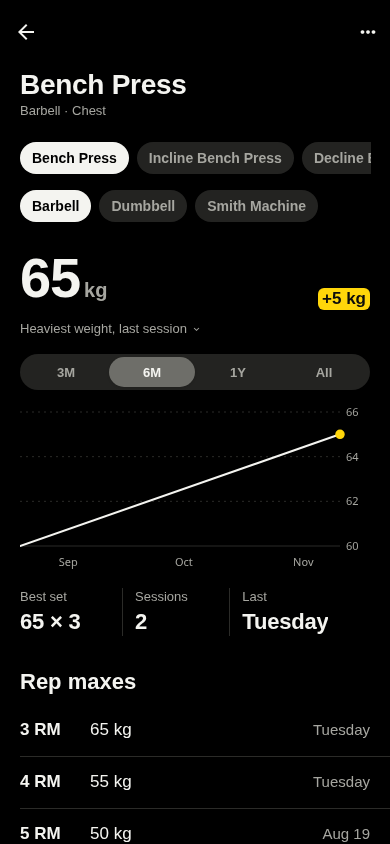 Bench Press
Barbell · Chest
Bench Press Incline Bench Press Decline
Barbell Dumbbell Smith Machine
65 kg
+5 kg
Heaviest weight, last session
3M 6M 1Y All
66
64
62
60
Sep Oct Nov
Best set Sessions Last
65 × 3 2 Tuesday
Rep maxes
3 RM 65 kg Tuesday
4 RM 55 kg Tuesday
5 RM 50 kg Aug 19